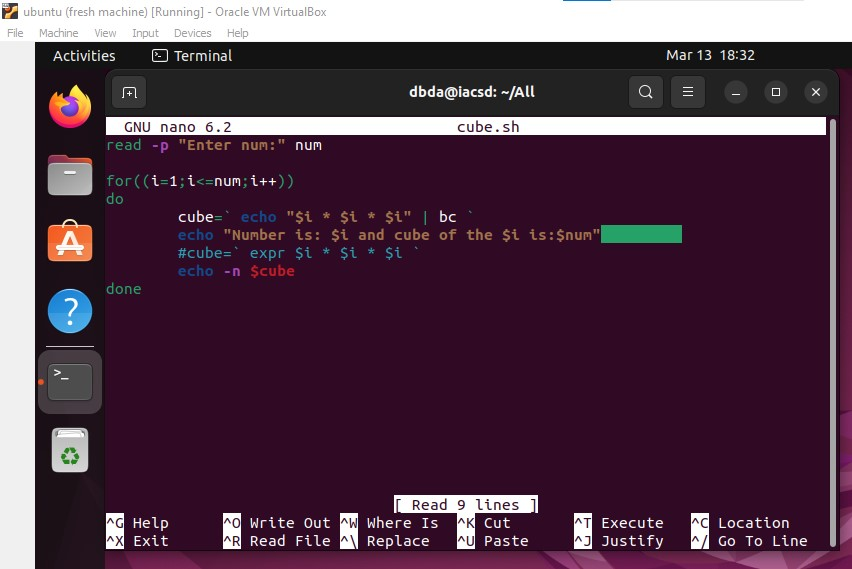 ubuntu (fresh machine) [Running] - Oracle VM VirtualBox
File Machine View Input Devices Help
Activities Terminal Mar 13 18:32
dbda@iacsd: ~/All
GNU nano 6.2 cube.sh
read -p "Enter num:" num
for((i=1;i<=num;i++))
do
cube=` echo "$i * $i * $i" | bc `
echo "Number is: $i and cube of the $i is:$num"
#cube=` expr $i * $i * $i `
echo -n $cube
done
[ Read 9 lines ]
^G Help ^O Write Out ^W Where Is ^K Cut ^T Execute ^C Location
^X Exit ^R Read File ^\ Replace ^U Paste ^J Justify ^/ Go To Line